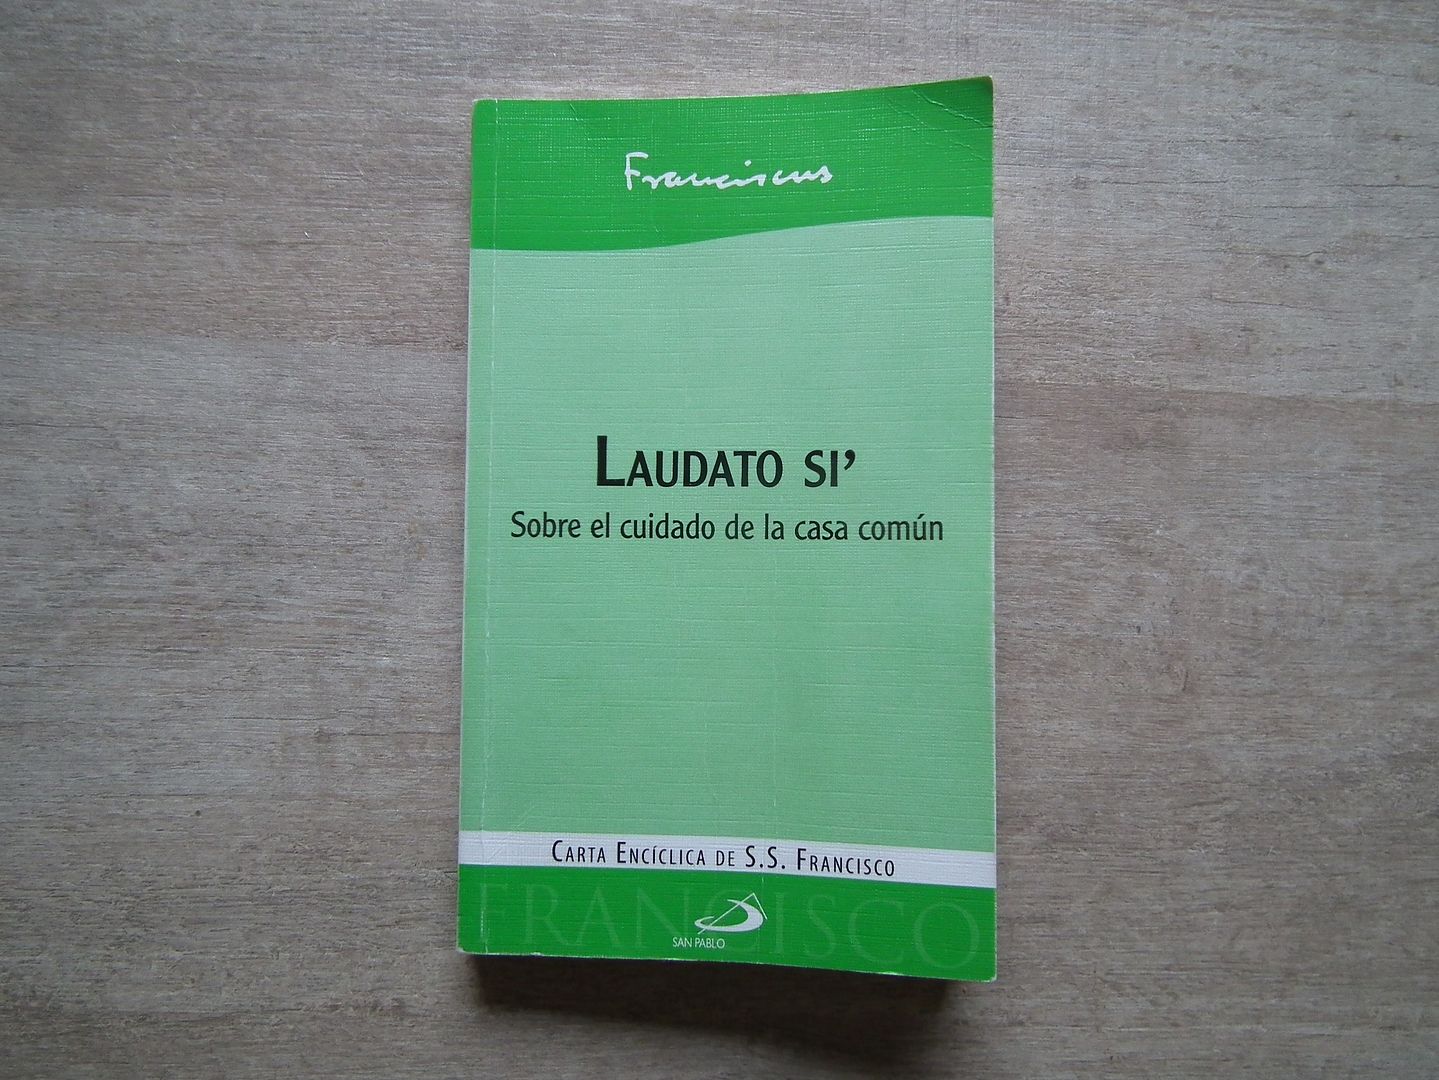 Franciscus
LAUDATO SI’
Sobre el cuidado de la casa común
CARTA ENCÍCLICA DE S.S. FRANCISCO
FRANCISCO
SAN PABLO